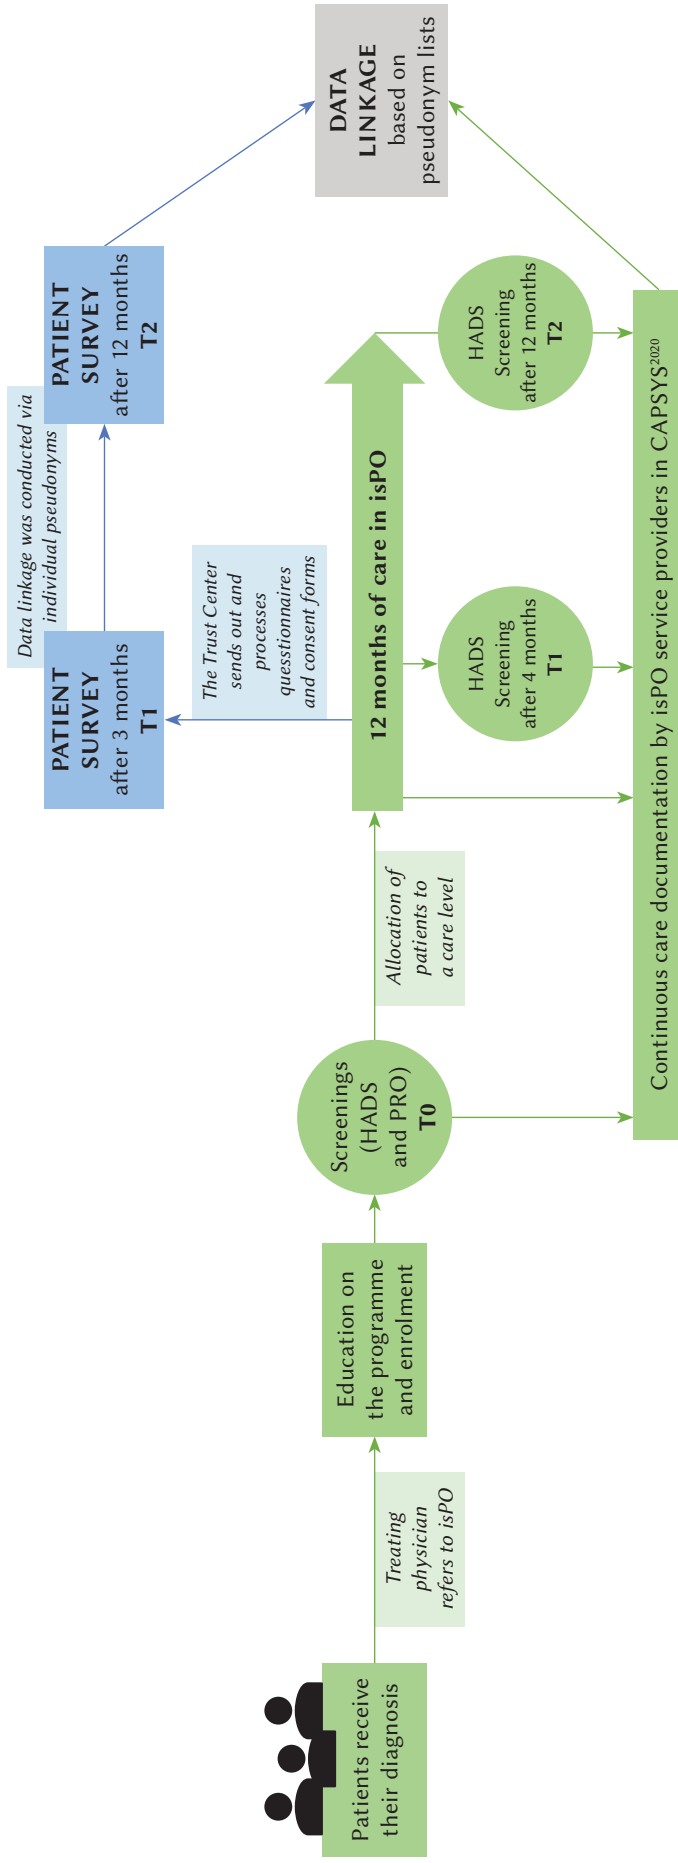 Patients receive
their diagnosis
Treating
physician
refers to isPO
Education on
the programme
and enrolment
Screenings
(HADS
and PRO)
T0
Allocation of
patients to
a care level
12 months of care in isPO
The Trust Center
sends out and
processes
quesstionnaires
and consent forms
PATIENT
SURVEY
after 3 months
T1
Data linkage was conducted via
individual pseudonyms
PATIENT
SURVEY
after 12 months
T2
HADS
Screening
after 4 months
T1
HADS
Screening
after 12 months
T2
Continuous care documentation by isPO service providers in CAPSYS2020
DATA
LINKAGE
based on
pseudonym lists